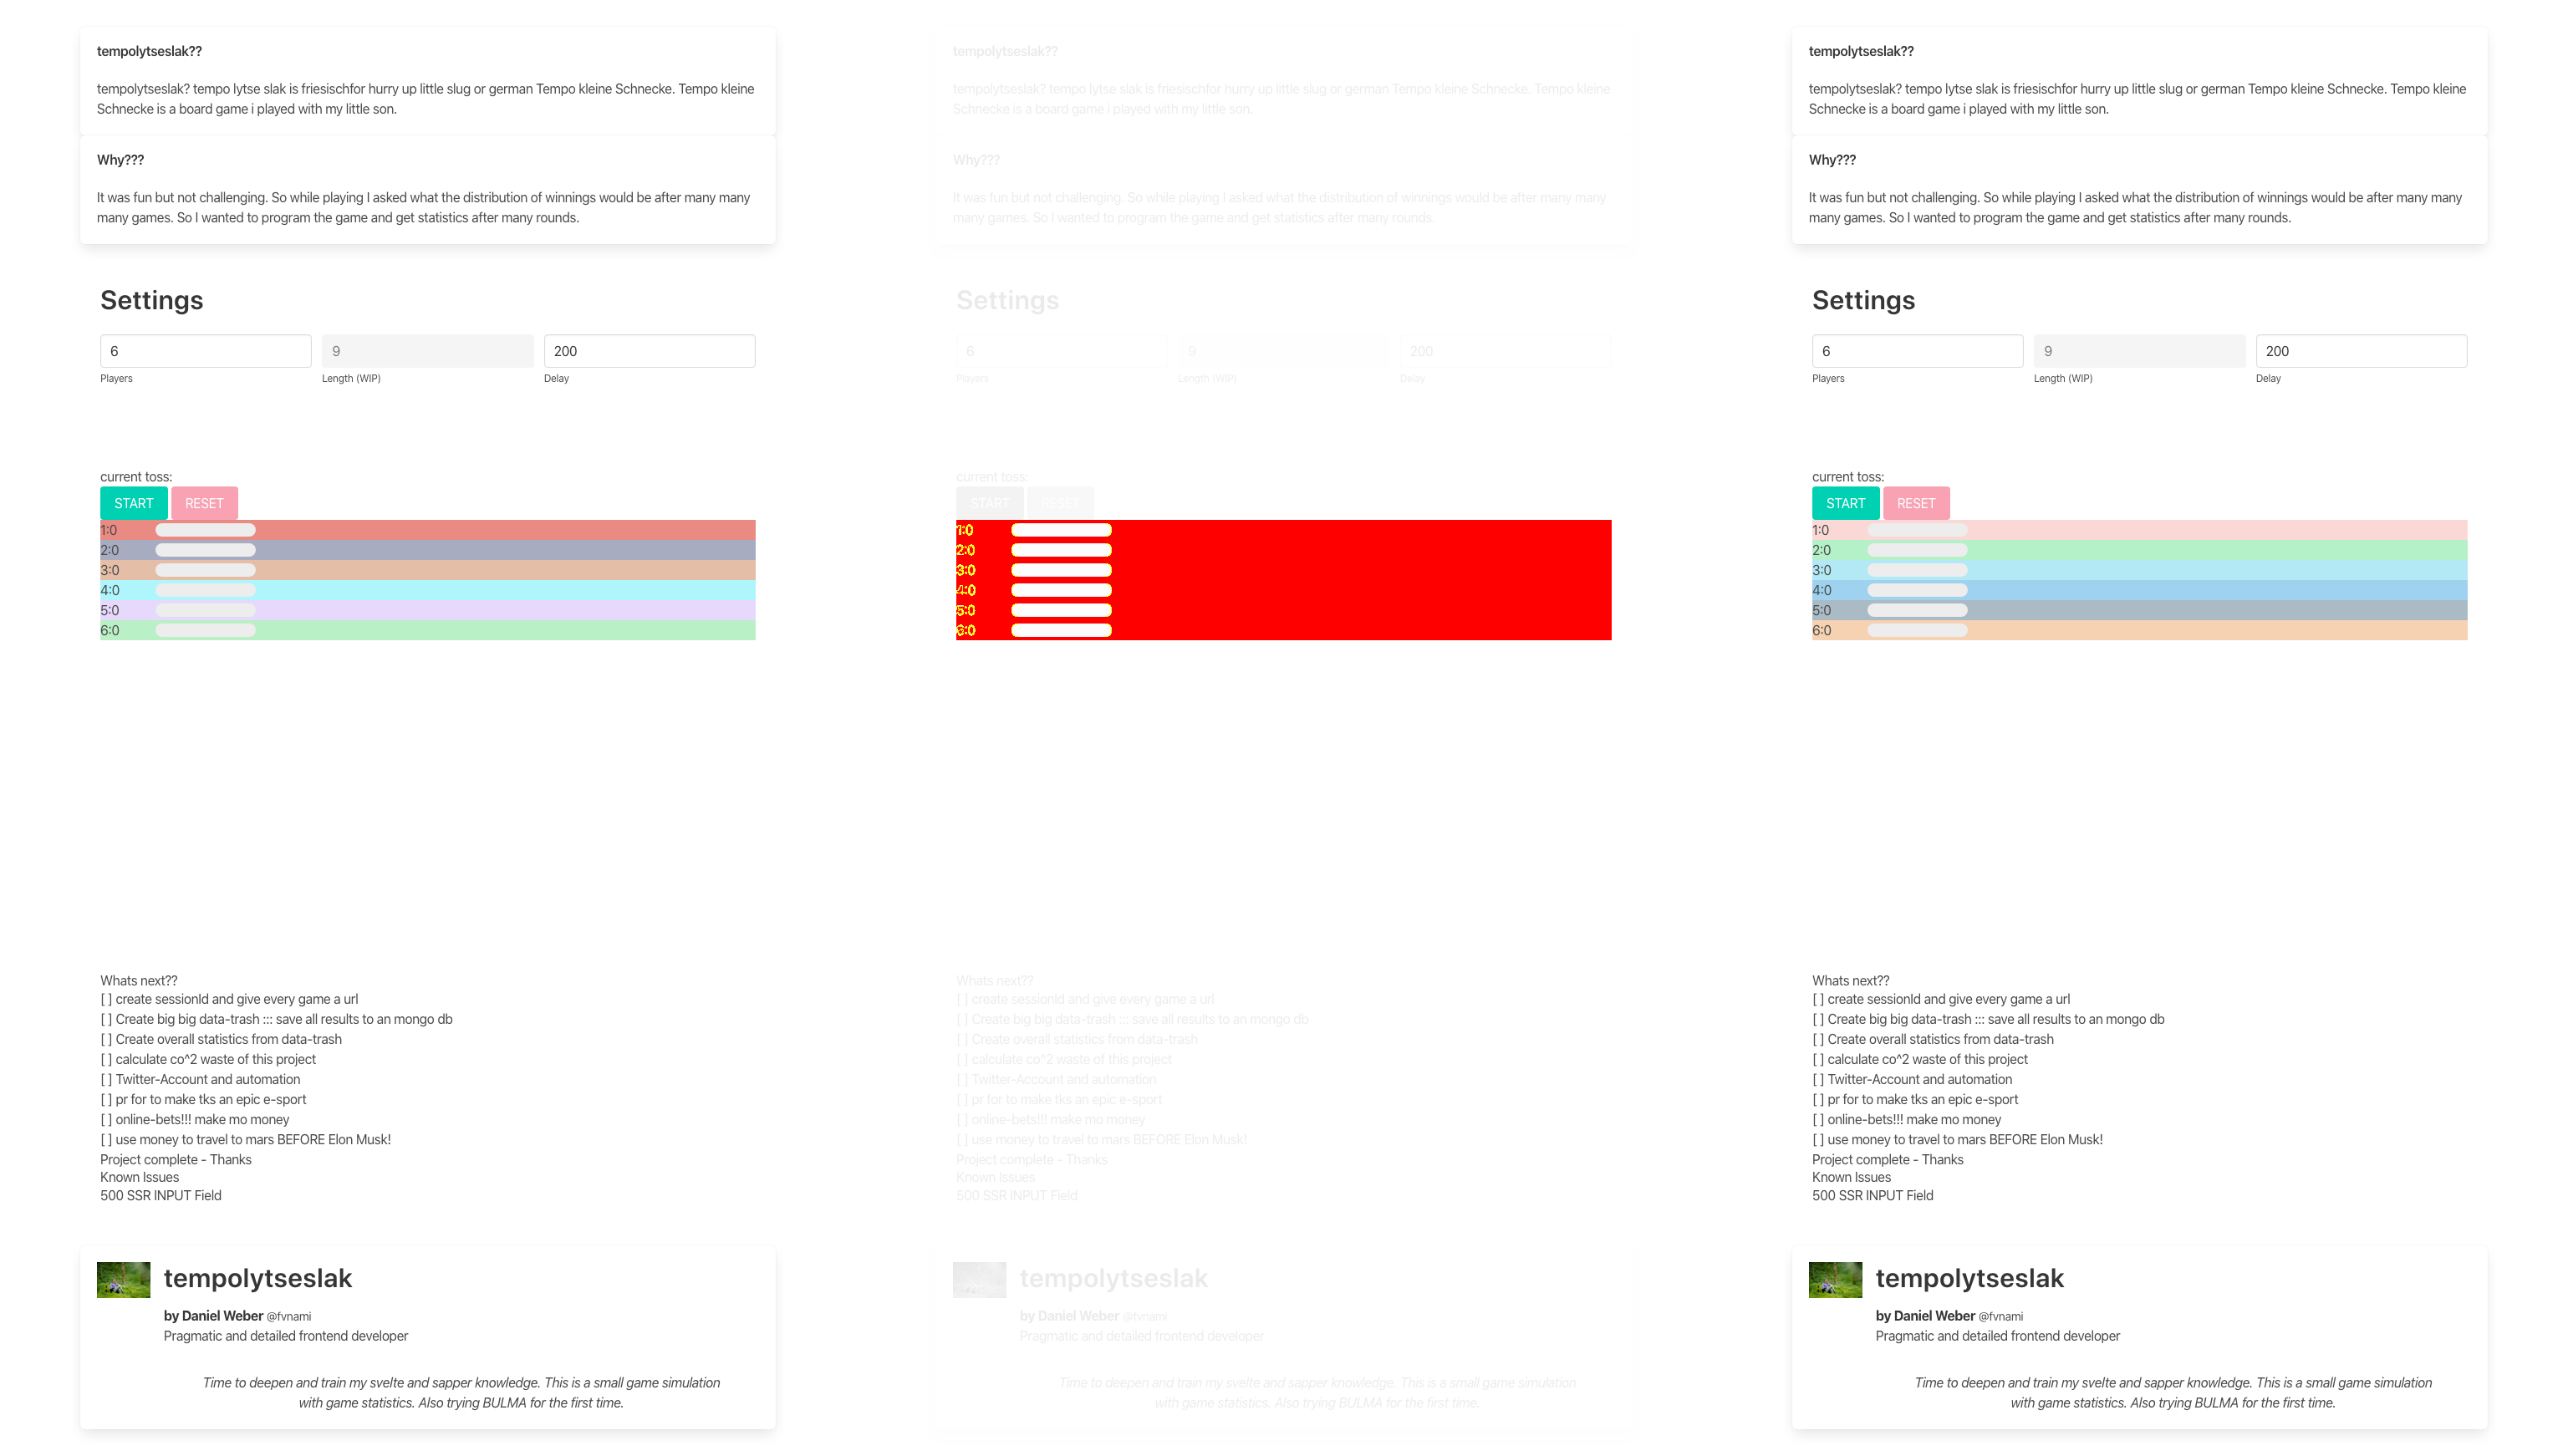 tempolytseslak??
tempolytseslak? tempo lytse slak is friesischfor hurry up little slug or german Tempo kleine Schnecke. Tempo kleine
Schnecke is a board game i played with my little son.
Why???
It was fun but not challenging. So while playing I asked what the distribution of winnings would be after many many
many games. So I wanted to program the game and get statistics after many rounds.
Settings
6
9
200
Players
Length (WIP)
Delay
current toss:
START
RESET
1:0
2:0
3:0
4:0
5:0
6:0
Whats next??
[ ] create sessionId and give every game a url
[ ] Create big big data-trash ::: save all results to an mongo db
[ ] Create overall statistics from data-trash
[ ] calculate co^2 waste of this project
[ ] Twitter-Account and automation
[ ] pr for to make tks an epic e-sport
[ ] online-bets!!! make mo money
[ ] use money to travel to mars BEFORE Elon Musk!
Project complete - Thanks
Known Issues
500 SSR INPUT Field
tempolytseslak
by Daniel Weber @fvnami
Pragmatic and detailed frontend developer
Time to deepen and train my svelte and sapper knowledge. This is a small game simulation
with game statistics. Also trying BULMA for the first time.
tempolytseslak??
tempolytseslak? tempo lytse slak is friesischfor hurry up little slug or german Tempo kleine Schnecke. Tempo kleine
Schnecke is a board game i played with my little son.
Why???
It was fun but not challenging. So while playing I asked what the distribution of winnings would be after many many
many games. So I wanted to program the game and get statistics after many rounds.
Settings
6
9
200
Players
Length (WIP)
Delay
current toss:
START
RESET
1:0
2:0
3:0
4:0
5:0
6:0
Whats next??
[ ] create sessionId and give every game a url
[ ] Create big big data-trash ::: save all results to an mongo db
[ ] Create overall statistics from data-trash
[ ] calculate co^2 waste of this project
[ ] Twitter-Account and automation
[ ] pr for to make tks an epic e-sport
[ ] online-bets!!! make mo money
[ ] use money to travel to mars BEFORE Elon Musk!
Project complete - Thanks
Known Issues
500 SSR INPUT Field
tempolytseslak
by Daniel Weber @fvnami
Pragmatic and detailed frontend developer
Time to deepen and train my svelte and sapper knowledge. This is a small game simulation
with game statistics. Also trying BULMA for the first time.
tempolytseslak??
tempolytseslak? tempo lytse slak is friesischfor hurry up little slug or german Tempo kleine Schnecke. Tempo kleine
Schnecke is a board game i played with my little son.
Why???
It was fun but not challenging. So while playing I asked what the distribution of winnings would be after many many
many games. So I wanted to program the game and get statistics after many rounds.
Settings
6
9
200
Players
Length (WIP)
Delay
current toss:
START
RESET
1:0
2:0
3:0
4:0
5:0
6:0
Whats next??
[ ] create sessionId and give every game a url
[ ] Create big big data-trash ::: save all results to an mongo db
[ ] Create overall statistics from data-trash
[ ] calculate co^2 waste of this project
[ ] Twitter-Account and automation
[ ] pr for to make tks an epic e-sport
[ ] online-bets!!! make mo money
[ ] use money to travel to mars BEFORE Elon Musk!
Project complete - Thanks
Known Issues
500 SSR INPUT Field
tempolytseslak
by Daniel Weber @fvnami
Pragmatic and detailed frontend developer
Time to deepen and train my svelte and sapper knowledge. This is a small game simulation
with game statistics. Also trying BULMA for the first time.